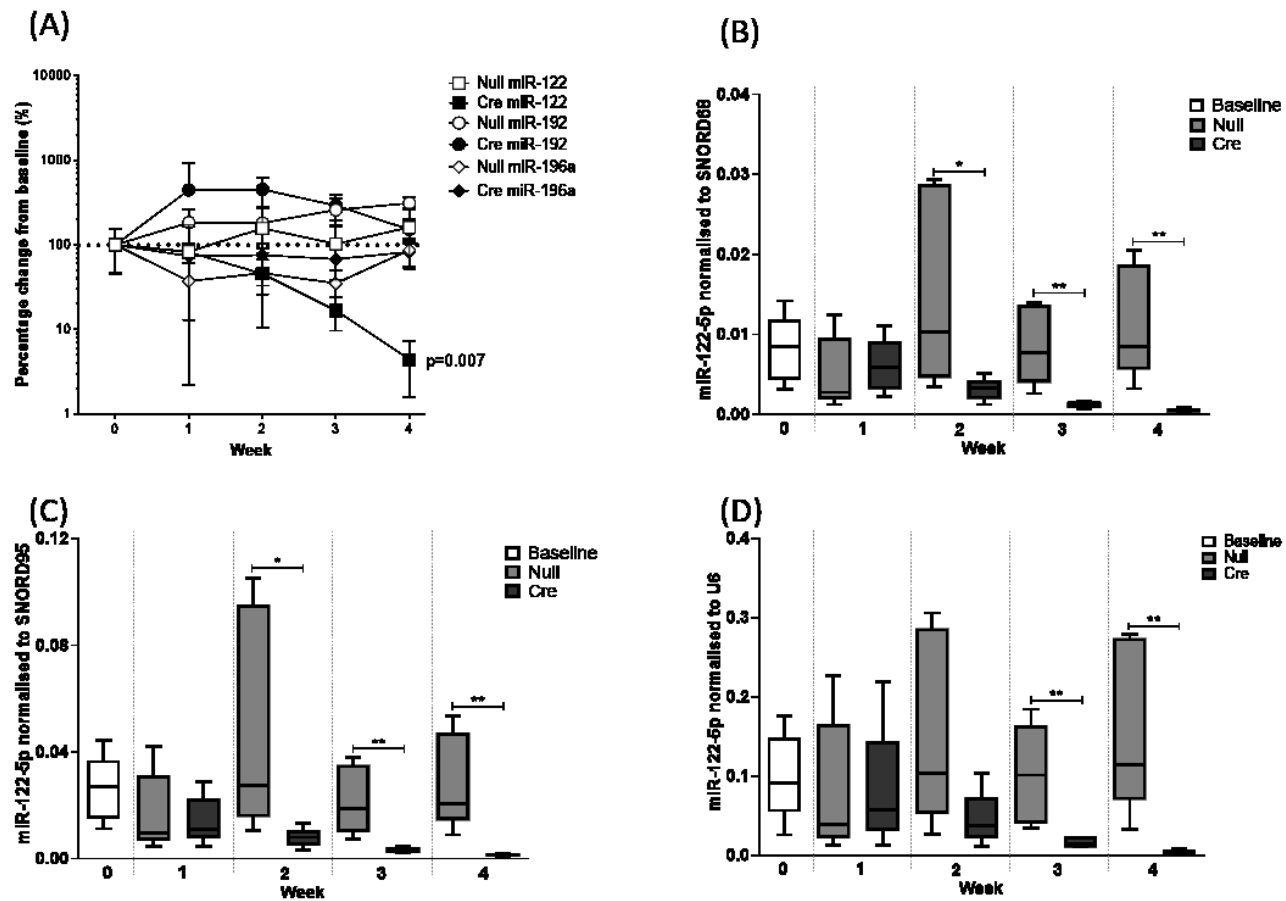 (A)
10000
1000
100
10
1
Percentage change from baseline (%)
0 1 2 3 4
Week
Null miR-122
Cre miR-122
Null miR-192
Cre miR-192
Null miR-196a
Cre miR-196a
p=0.007
(B)
0.04
0.03
0.02
0.01
0.00
miR-122-5p normalised to SNORD68
0 1 2 3 4
Week
Baseline
Null
Cre
*
**
**
(C)
0.12
0.08
0.04
0.00
miR-122-5p normalised to SNORD95
0 1 2 3 4
Week
Baseline
Null
Cre
*
**
**
(D)
0.4
0.3
0.2
0.1
0.0
miR-122-5p normalised to U6
0 1 2 3 4
Week
Baseline
Null
Cre
**
**